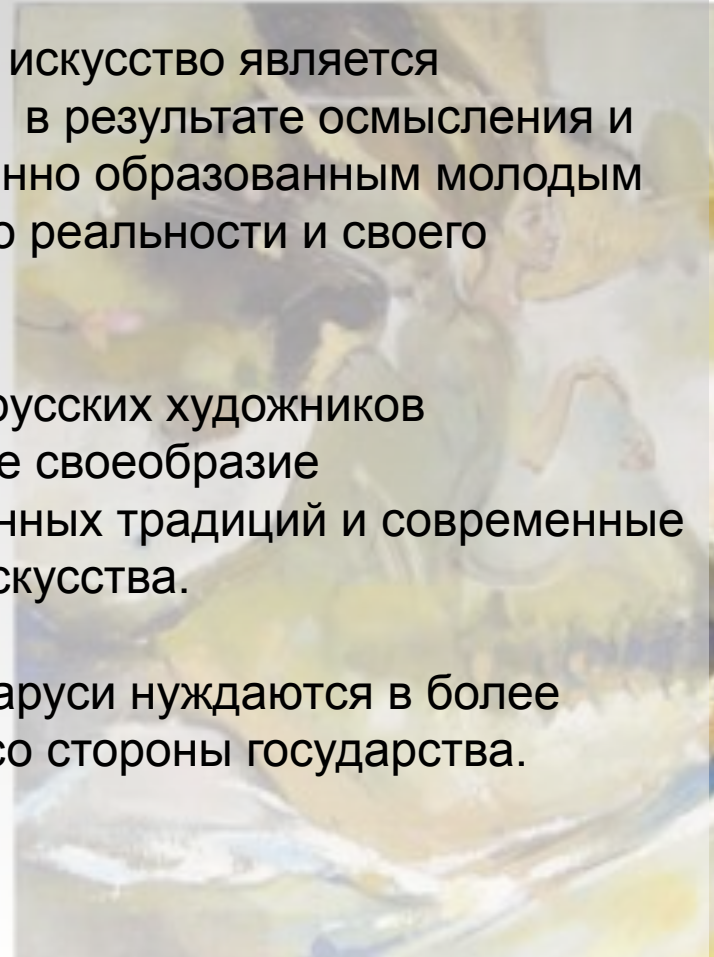 искусство является
в результате осмысления и
нно образованным молодым
о реальности и своего
русских художников
е своеобразие
нных традиций и современные
скусства.
аруси нуждаются в более
со стороны государства.